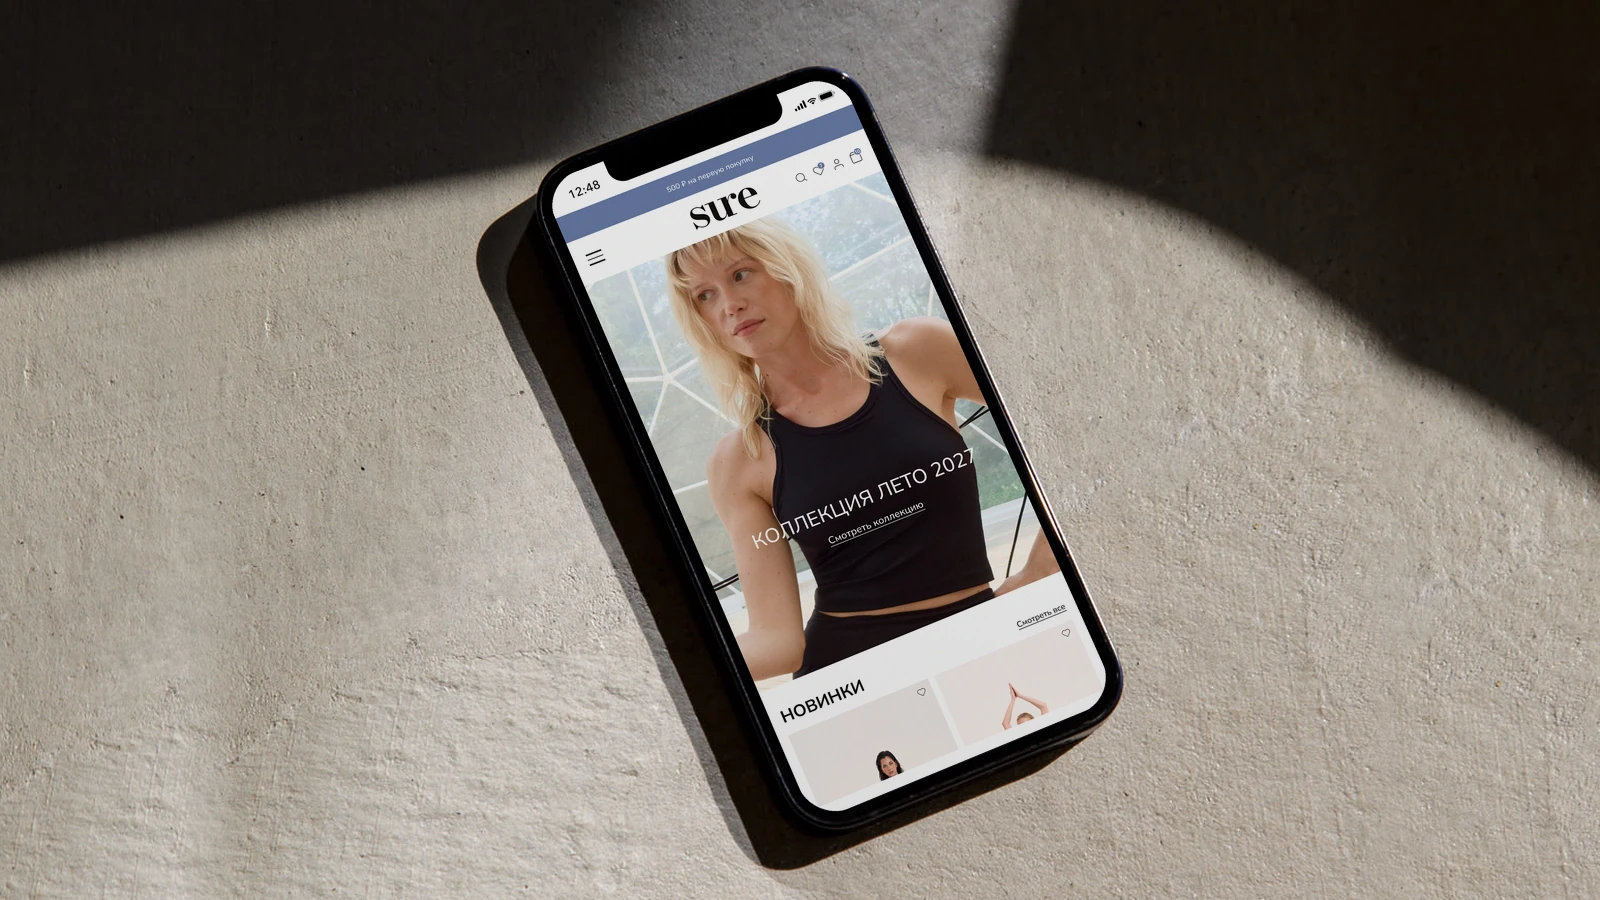 12:48
500 ₽ на первую покупку
sure
КОЛЛЕКЦИЯ ЛЕТО 2027
Смотреть коллекцию
НОВИНКИ
Смотреть все